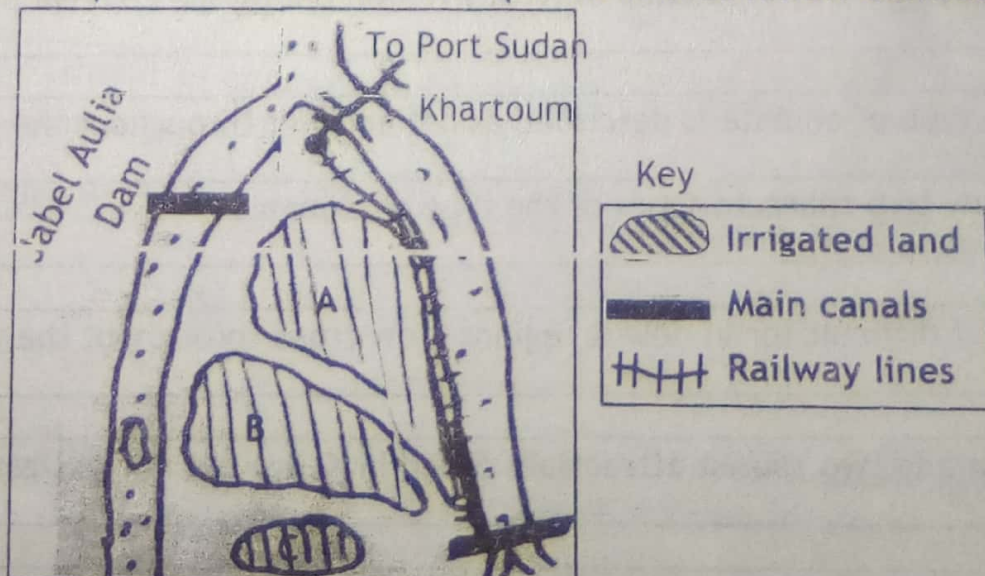 To Port Sudan
Khartoum
Jabel Aulia
Dam
A
B
C
Key
Irrigated land
Main canals
Railway lines